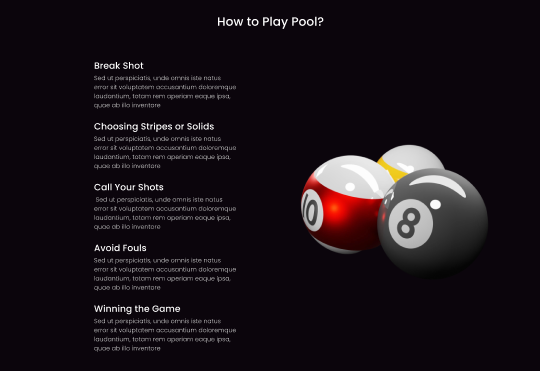 How to Play Pool?
Break Shot
Sed ut perspiciatis, unde omnis iste natus
error sit voluptatem accusantium doloremque
laudantium, totam rem aperiam eaque ipsa,
quae ab illo inventore
Choosing Stripes or Solids
Sed ut perspiciatis, unde omnis iste natus
error sit voluptatem accusantium doloremque
laudantium, totam rem aperiam eaque ipsa,
quae ab illo inventore
Call Your Shots
Sed ut perspiciatis, unde omnis iste natus
error sit voluptatem accusantium doloremque
laudantium, totam rem aperiam eaque ipsa,
quae ab illo inventore
Avoid Fouls
Sed ut perspiciatis, unde omnis iste natus
error sit voluptatem accusantium doloremque
laudantium, totam rem aperiam eaque ipsa,
quae ab illo inventore
Winning the Game
Sed ut perspiciatis, unde omnis iste natus
error sit voluptatem accusantium doloremque
laudantium, totam rem aperiam eaque ipsa,
quae ab illo inventore
10
8